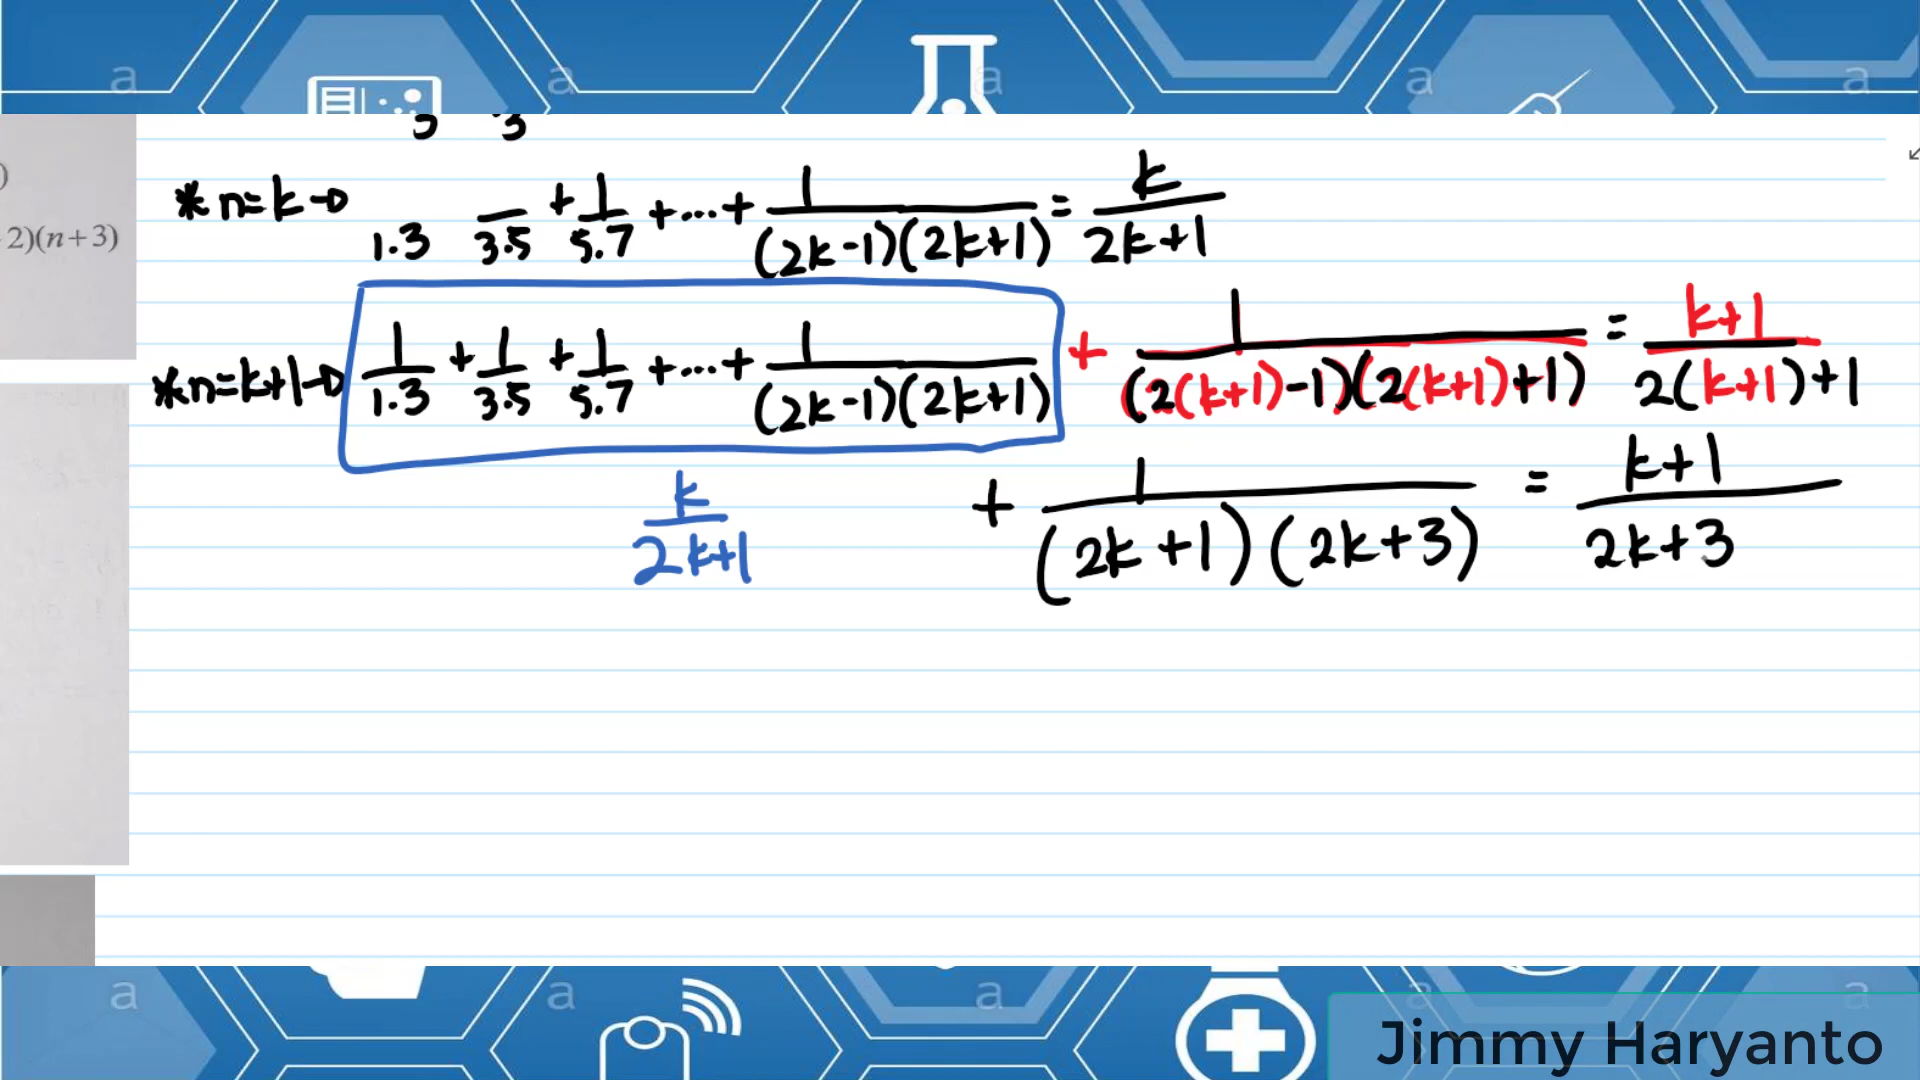 3 3
)
2)(n+3)
* n=k→ 1.3 3.5 + 1/5.7 +...+ 1/(2k-1)(2k+1) = k/2k+1
* n=k+1→ 1/1.3 + 1/3.5 + 1/5.7 +...+ 1/(2k-1)(2k+1) + 1/(2(k+1)-1)(2(k+1)+1) = k+1/2(k+1)+1
k/2k+1 + 1/(2k+1)(2k+3) = k+1/2k+3
a a a a a
a a a a a
Jimmy Haryanto